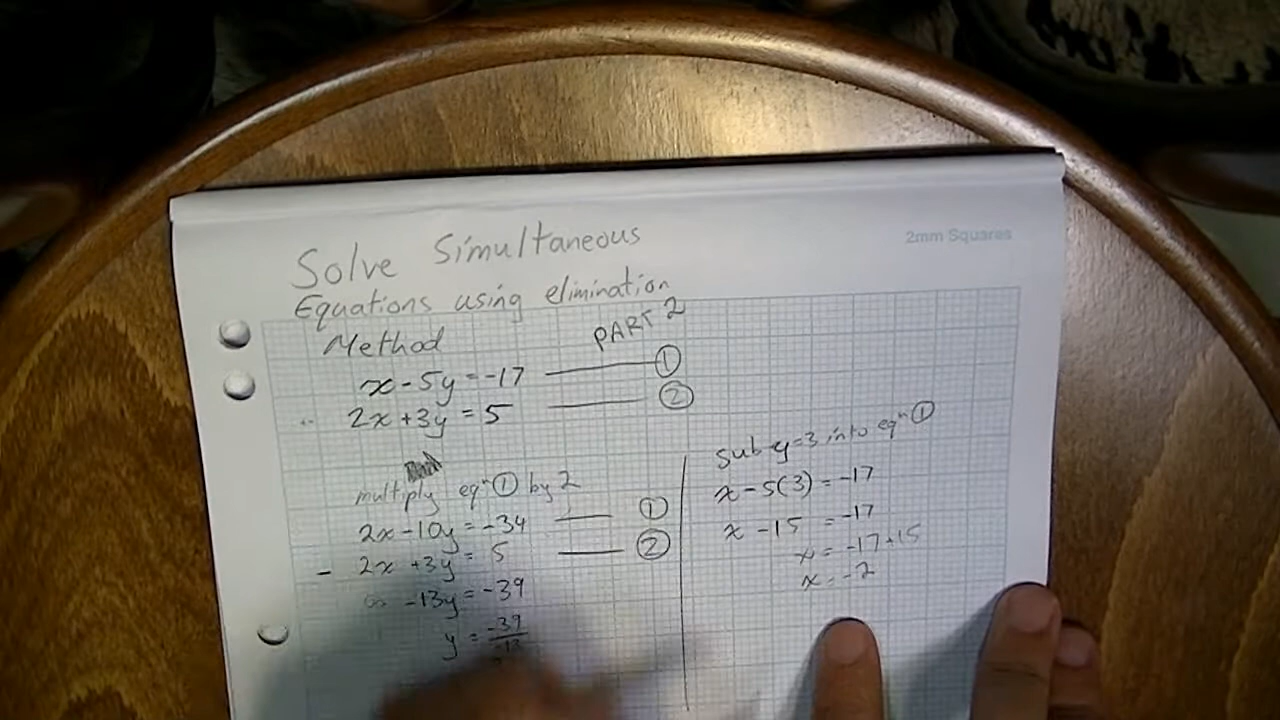 2mm Squares
Solve Simultaneous
Equations using elimination
Method PART 2
x - 5y = -17 ——— ①
2x + 3y = 5 ——— ②
multiply eqⁿ ① by 2
2x - 10y = -34 —— ①
- 2x + 3y = 5 —— ②
-13y = -39
y = -39/-13
sub y=3 into eqⁿ ①
x - 5(3) = -17
x - 15 = -17
x = -17+15
x = -2